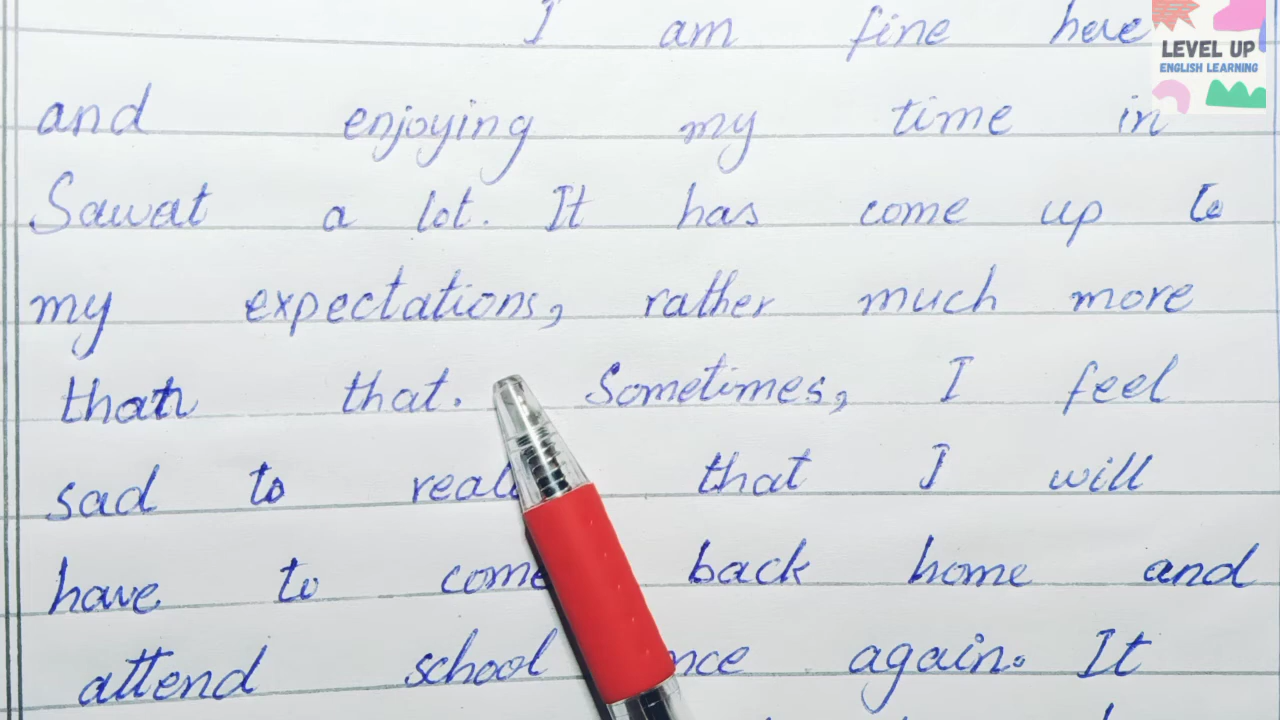 I am fine here
LEVEL UP
ENGLISH LEARNING
and enjoying my time in
Sawat a lot. It has come up to
my expectations, rather much more
than that. Sometimes, I feel
sad to that I will
have to come back home and
attend school again. It